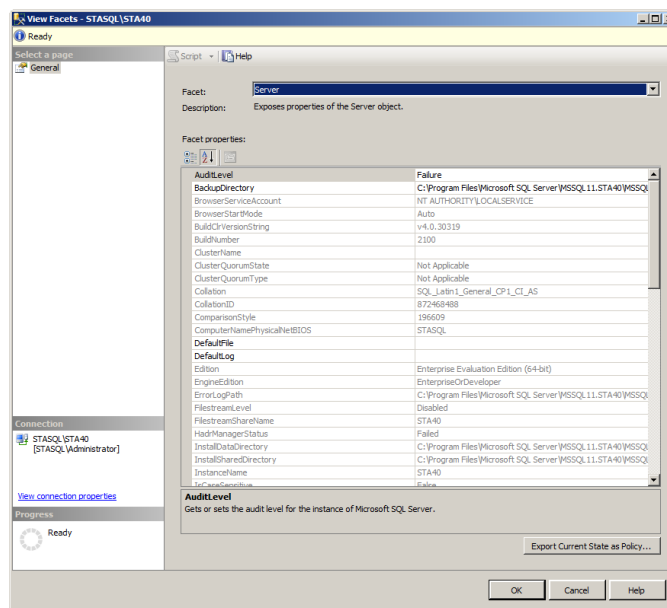 View Facets - STASQL\STA40
Ready
Select a page
General
Script
Help
Facet: Server
Description: Exposes properties of the Server object.
Facet properties:
AuditLevel Failure
BackupDirectory C:\Program Files\Microsoft SQL Server\MSSQL11.STA40\MSSQL
BrowserServiceAccount NT AUTHORITY\LOCALSERVICE
BrowserStartMode Auto
BuildClrVersionString v4.0.30319
BuildNumber 2100
ClusterName
ClusterQuorumState Not Applicable
ClusterQuorumType Not Applicable
Collation SQL_Latin1_General_CP1_CI_AS
CollationID 872468488
ComparisonStyle 196609
ComputerNamePhysicalNetBIOS STASQL
DefaultFile
DefaultLog
Edition Enterprise Evaluation Edition (64-bit)
EngineEdition EnterpriseOrDeveloper
ErrorLogPath C:\Program Files\Microsoft SQL Server\MSSQL11.STA40\MSSQL
FilestreamLevel Disabled
FilestreamShareName STA40
HadrManagerStatus Failed
InstallDataDirectory C:\Program Files\Microsoft SQL Server\MSSQL11.STA40\MSSQL
InstallSharedDirectory C:\Program Files\Microsoft SQL Server\MSSQL11.STA40\MSSQL
InstanceName STA40
IsCaseSensitive False
Connection
STASQL\STA40
[STASQL\Administrator]
View connection properties
Progress
Ready
AuditLevel
Gets or sets the audit level for the instance of Microsoft SQL Server.
Export Current State as Policy...
OK
Cancel
Help